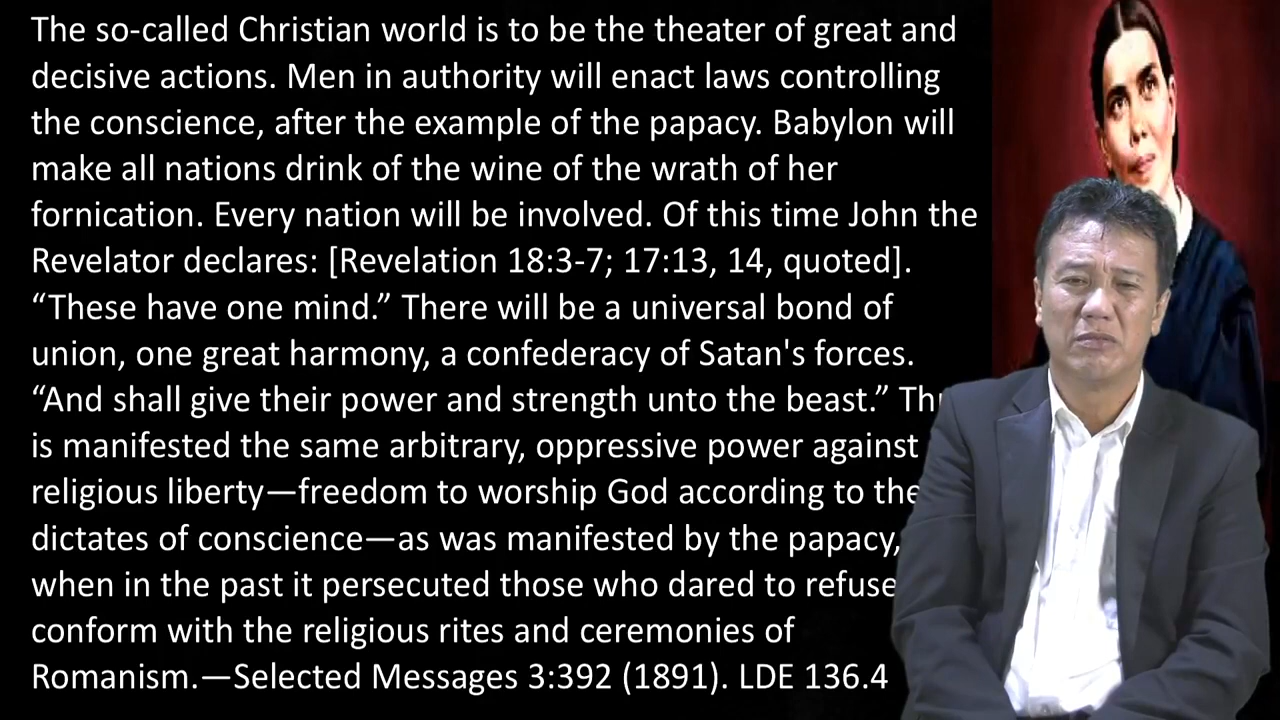 The so-called Christian world is to be the theater of great and
decisive actions. Men in authority will enact laws controlling
the conscience, after the example of the papacy. Babylon will
make all nations drink of the wine of the wrath of her
fornication. Every nation will be involved. Of this time John the
Revelator declares: [Revelation 18:3-7; 17:13, 14, quoted].
“These have one mind.” There will be a universal bond of
union, one great harmony, a confederacy of Satan's forces.
“And shall give their power and strength unto the beast.”
is manifested the same arbitrary, oppressive power against
religious liberty—freedom to worship God according to the
dictates of conscience—as was manifested by the papacy,
when in the past it persecuted those who dared to refuse
conform with the religious rites and ceremonies of
Romanism.—Selected Messages 3:392 (1891). LDE 136.4